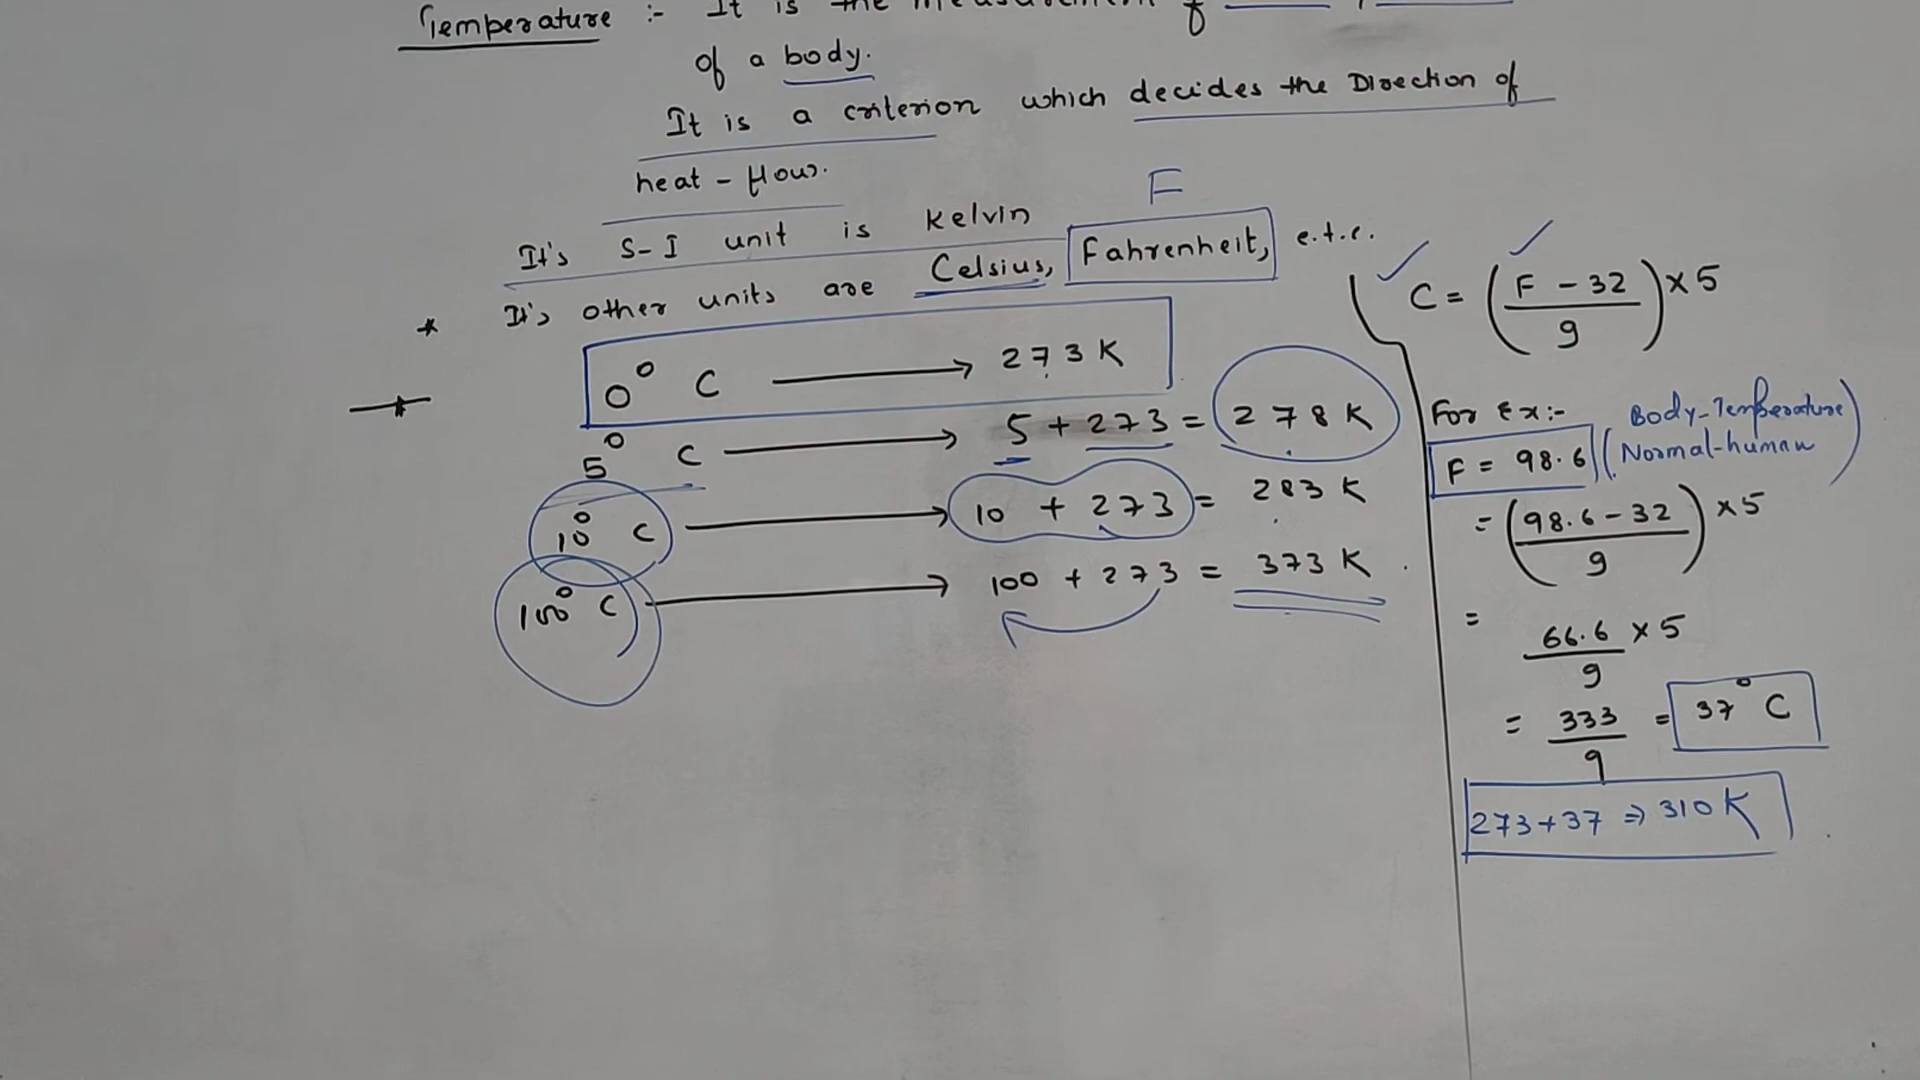 Temperature :- It is the measurement of
of a body.
It is a criterion which decides the Direction of
heat - flow.
It's S-I unit is Kelvin
F
* It's other units are Celsius, Fahrenheit, e.t.c.
0° C → 273 K
5° C → 5 + 273 = 278 K
10° C → 10 + 273 = 283 K
100° C → 100 + 273 = 373 K
C = (F - 32 / 9) × 5
For Ex:- (Body-Temperature
F = 98.6 Normal-human)
= (98.6 - 32 / 9) × 5
= 66.6 / 9 × 5
= 333 / 9 = 37° C
273 + 37 ⇒ 310 K